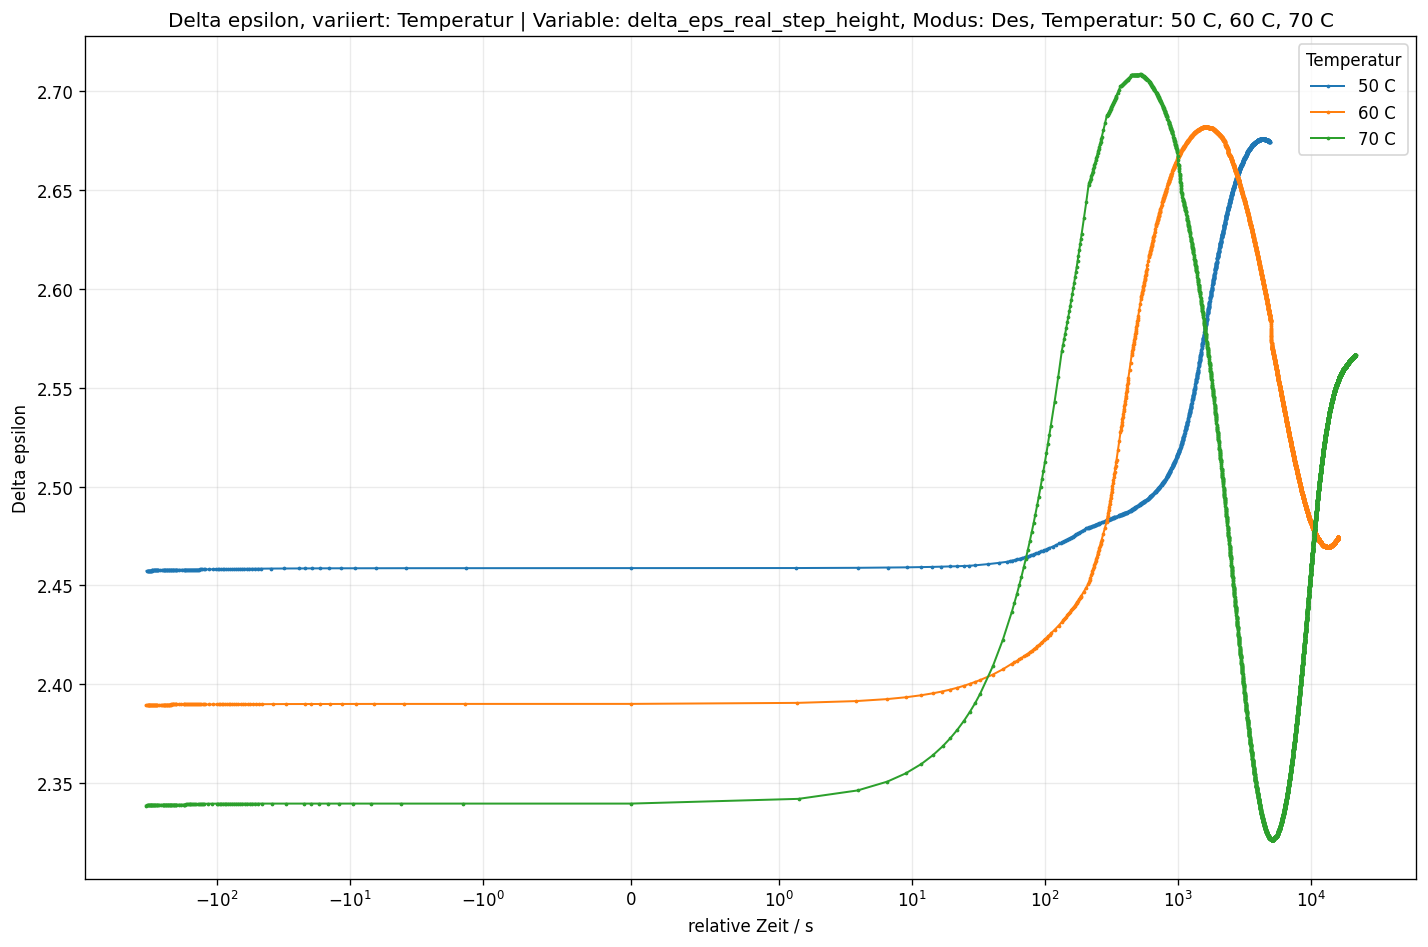 Delta epsilon, variiert: Temperatur | Variable: delta_eps_real_step_height, Modus: Des, Temperatur: 50 C, 60 C, 70 C
Temperatur
50 C
60 C
70 C
2.70
2.65
2.60
2.55
2.50
2.45
2.40
2.35
Delta epsilon
−10²
−10¹
−10⁰
0
10⁰
10¹
10²
10³
10⁴
relative Zeit / s